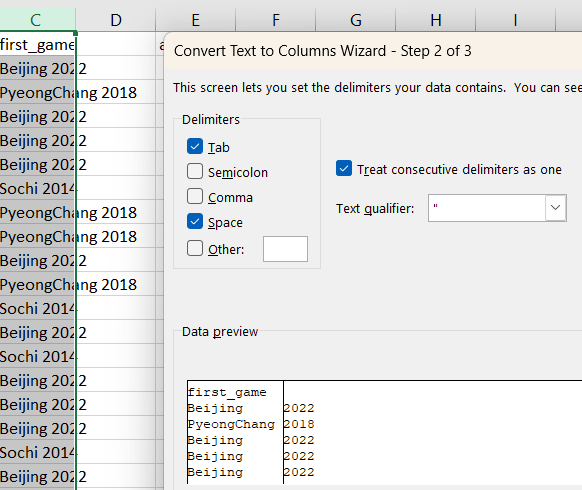 C D E F G H I
first_game
Beijing 2022
PyeongChang 2018
Beijing 2022
Beijing 2022
Beijing 2022
Sochi 2014
PyeongChang 2018
PyeongChang 2018
Beijing 2022
PyeongChang 2018
Sochi 2014
Beijing 2022
Sochi 2014
Beijing 2022
Beijing 2022
Beijing 2022
Sochi 2014
Beijing 2022
Convert Text to Columns Wizard - Step 2 of 3
This screen lets you set the delimiters your data contains. You can see
Delimiters
Tab
Semicolon
Comma
Space
Other:
Treat consecutive delimiters as one
Text qualifier: "
Data preview
first_game
Beijing 2022
PyeongChang 2018
Beijing 2022
Beijing 2022
Beijing 2022